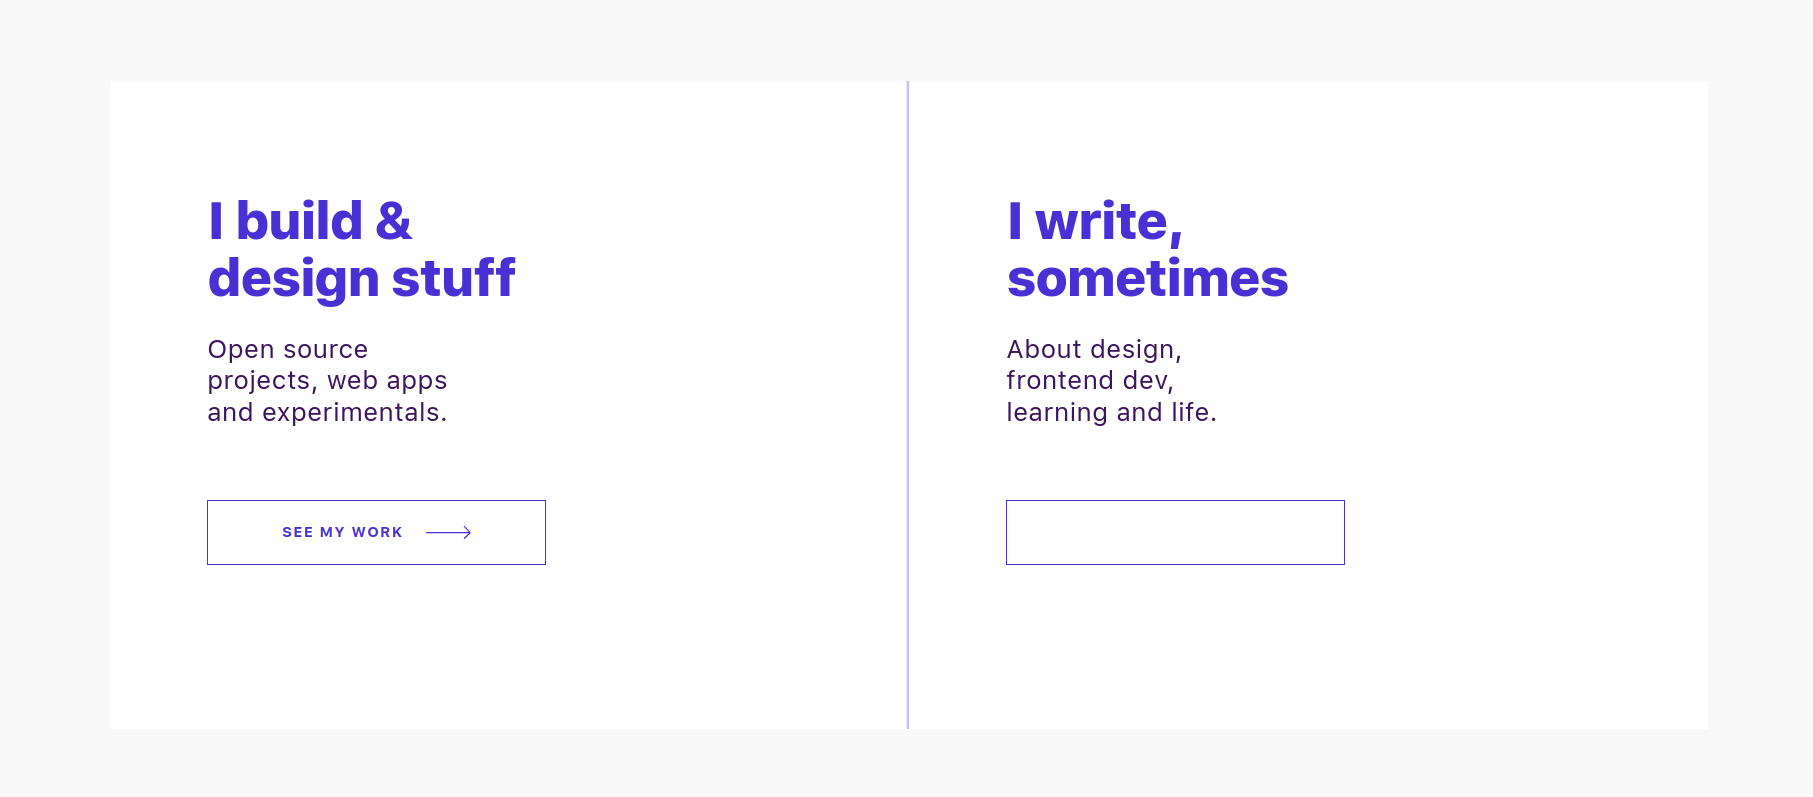 I build &
design stuff
Open source
projects, web apps
and experimentals.
SEE MY WORK
I write,
sometimes
About design,
frontend dev,
learning and life.